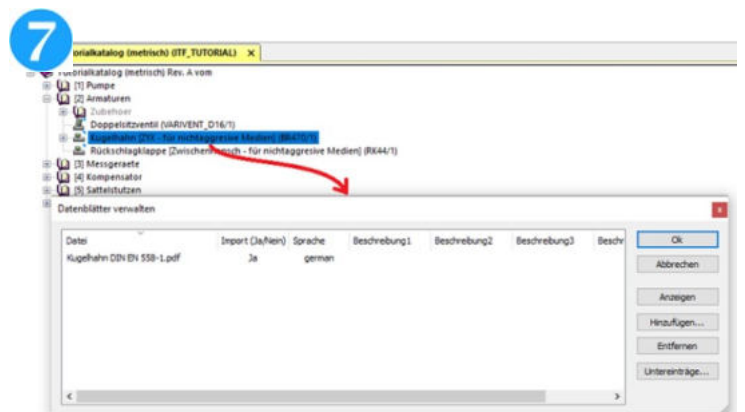 7
torialkatalog (metrisch) (ITF_TUTORIAL) X
Tutorialkatalog (metrisch) Rev. A vom
[1] Pumpe
[2] Armaturen
Zubehoer
Doppelsitzventil (VARIVENT_D16/1)
Kugelhahn [ZYX - für nichtaggresive Medien] (BR470/1)
Rückschlagklappe [Zwischenflansch - für nichtaggresive Medien] (RK44/1)
[3] Messgeraete
[4] Kompensator
[5] Sattelstutzen
Datenblätter verwalten
Datei Import (Ja/Nein) Sprache Beschreibung1 Beschreibung2 Beschreibung3 Beschr
Kugelhahn DIN EN 558-1.pdf Ja german
Ok
Abbrechen
Anzeigen
Hinzufügen...
Entfernen
Untereinträge...